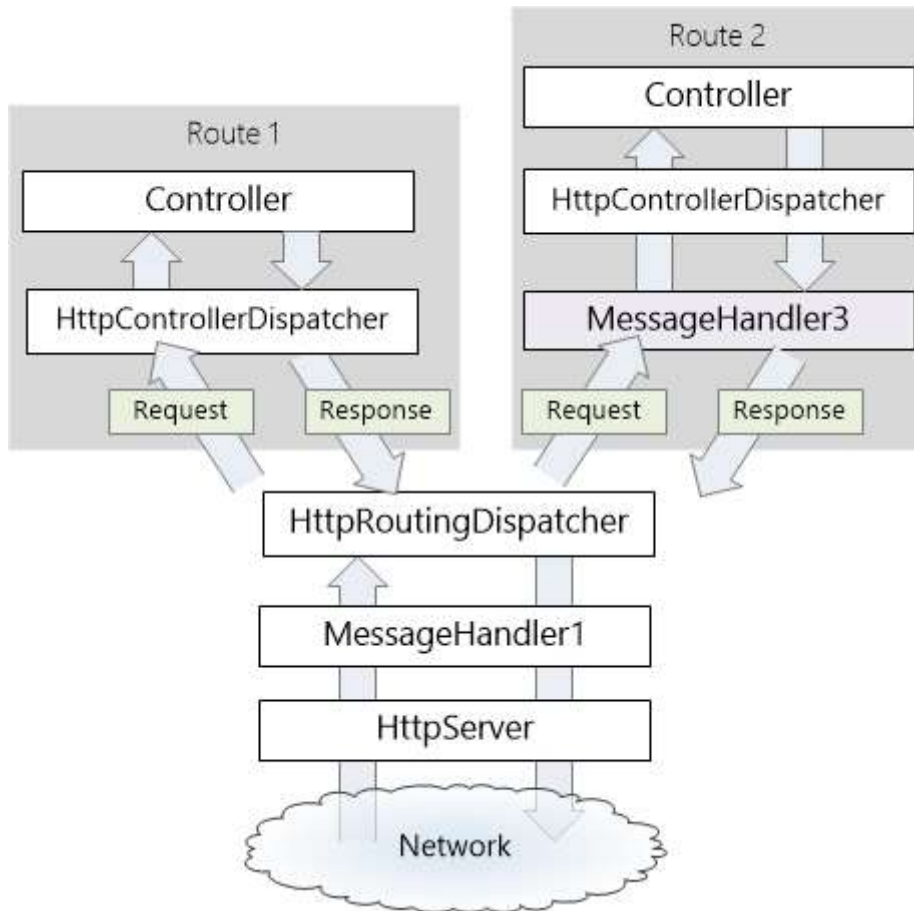 Route 1
Controller
HttpControllerDispatcher
Request
Response
Route 2
Controller
HttpControllerDispatcher
MessageHandler3
Request
Response
HttpRoutingDispatcher
MessageHandler1
HttpServer
Network